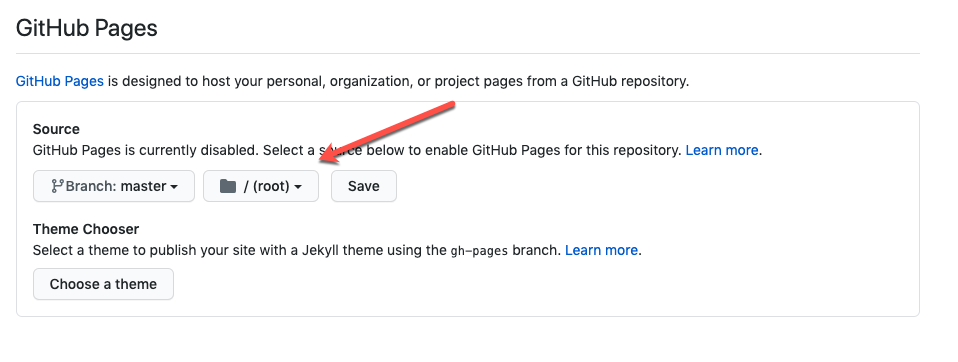 GitHub Pages
GitHub Pages is designed to host your personal, organization, or project pages from a GitHub repository.
Source
GitHub Pages is currently disabled. Select a source below to enable GitHub Pages for this repository. Learn more.
Branch: master
/ (root)
Save
Theme Chooser
Select a theme to publish your site with a Jekyll theme using the gh-pages branch. Learn more.
Choose a theme